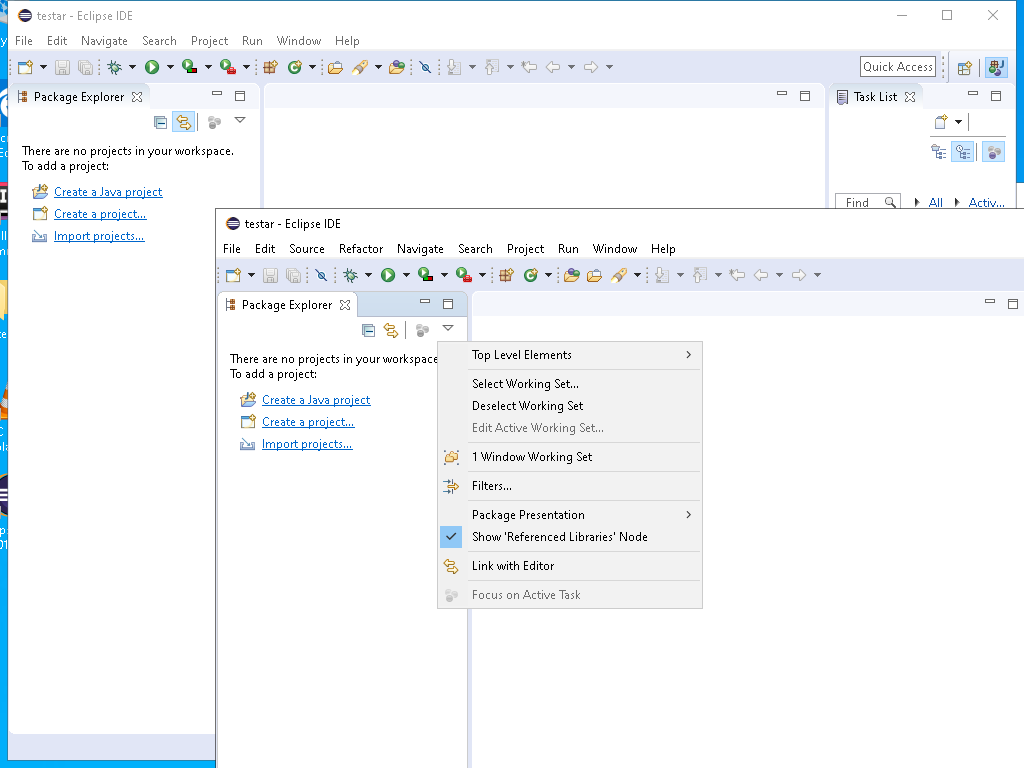 testar - Eclipse IDE
File Edit Navigate Search Project Run Window Help
Quick Access
Package Explorer
Task List
There are no projects in your workspace.
To add a project:
Create a Java project
Create a project...
Import projects...
Find All Activ...
testar - Eclipse IDE
File Edit Source Refactor Navigate Search Project Run Window Help
Package Explorer
There are no projects in your workspace
To add a project:
Create a Java project
Create a project...
Import projects...
Top Level Elements
Select Working Set...
Deselect Working Set
Edit Active Working Set...
1 Window Working Set
Filters...
Package Presentation
Show 'Referenced Libraries' Node
Link with Editor
Focus on Active Task